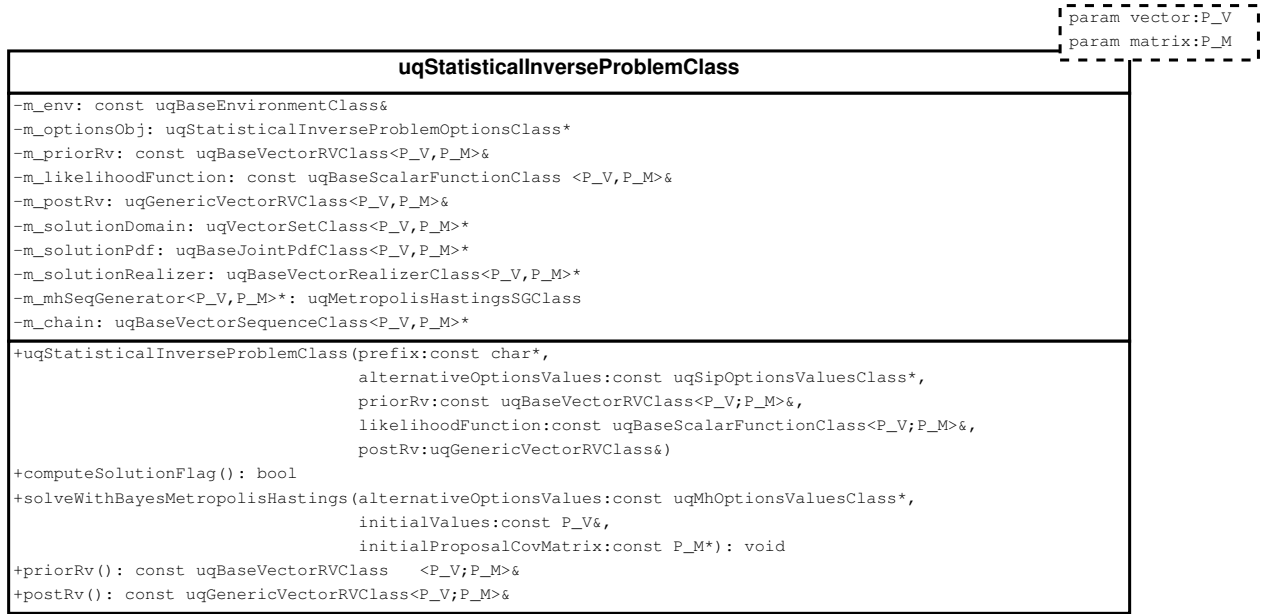 param vector:P_V
param matrix:P_M
uqStatisticalInverseProblemClass
-m_env: const uqBaseEnvironmentClass&
-m_optionsObj: uqStatisticalInverseProblemOptionsClass*
-m_priorRv: const uqBaseVectorRVClass<P_V,P_M>&
-m_likelihoodFunction: const uqBaseScalarFunctionClass <P_V,P_M>&
-m_postRv: uqGenericVectorRVClass<P_V,P_M>&
-m_solutionDomain: uqVectorSetClass<P_V,P_M>*
-m_solutionPdf: uqBaseJointPdfClass<P_V,P_M>*
-m_solutionRealizer: uqBaseVectorRealizerClass<P_V,P_M>*
-m_mhSeqGenerator<P_V,P_M>*: uqMetropolisHastingsSGClass
-m_chain: uqBaseVectorSequenceClass<P_V,P_M>*
+uqStatisticalInverseProblemClass(prefix:const char*,
alternativeOptionsValues:const uqSipOptionsValuesClass*,
priorRv:const uqBaseVectorRVClass<P_V;P_M>&,
likelihoodFunction:const uqBaseScalarFunctionClass<P_V;P_M>&,
postRv:uqGenericVectorRVClass&)
+computeSolutionFlag(): bool
+solveWithBayesMetropolisHastings(alternativeOptionsValues:const uqMhOptionsValuesClass*,
initialValues:const P_V&,
initialProposalCovMatrix:const P_M*): void
+priorRv(): const uqBaseVectorRVClass <P_V;P_M>&
+postRv(): const uqGenericVectorRVClass<P_V;P_M>&